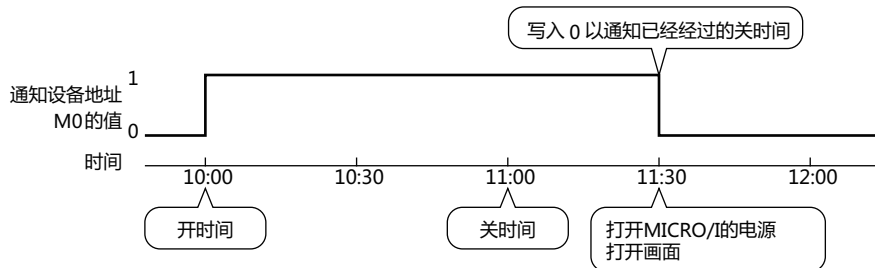 写入 0 以通知已经经过的关时间
通知设备地址 1
M0的值 0
时间
10:00 10:30 11:00 11:30 12:00
开时间 关时间 打开MICRO/I的电源
打开画面